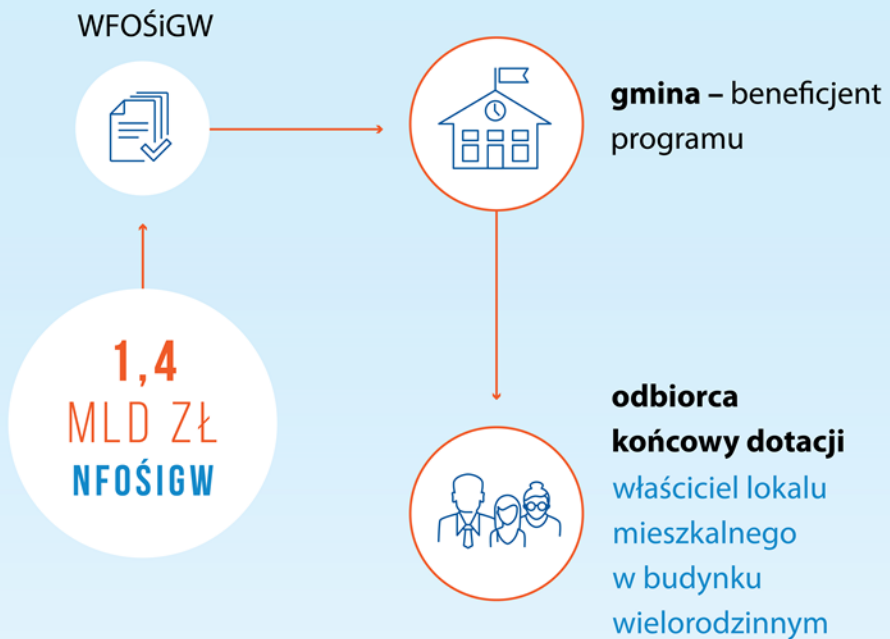 WFOŚiGW
gmina – beneficjent
programu
1,4
MLD ZŁ
NFOŚIGW
odbiorca
końcowy dotacji
właściciel lokalu
mieszkalnego
w budynku
wielorodzinnym